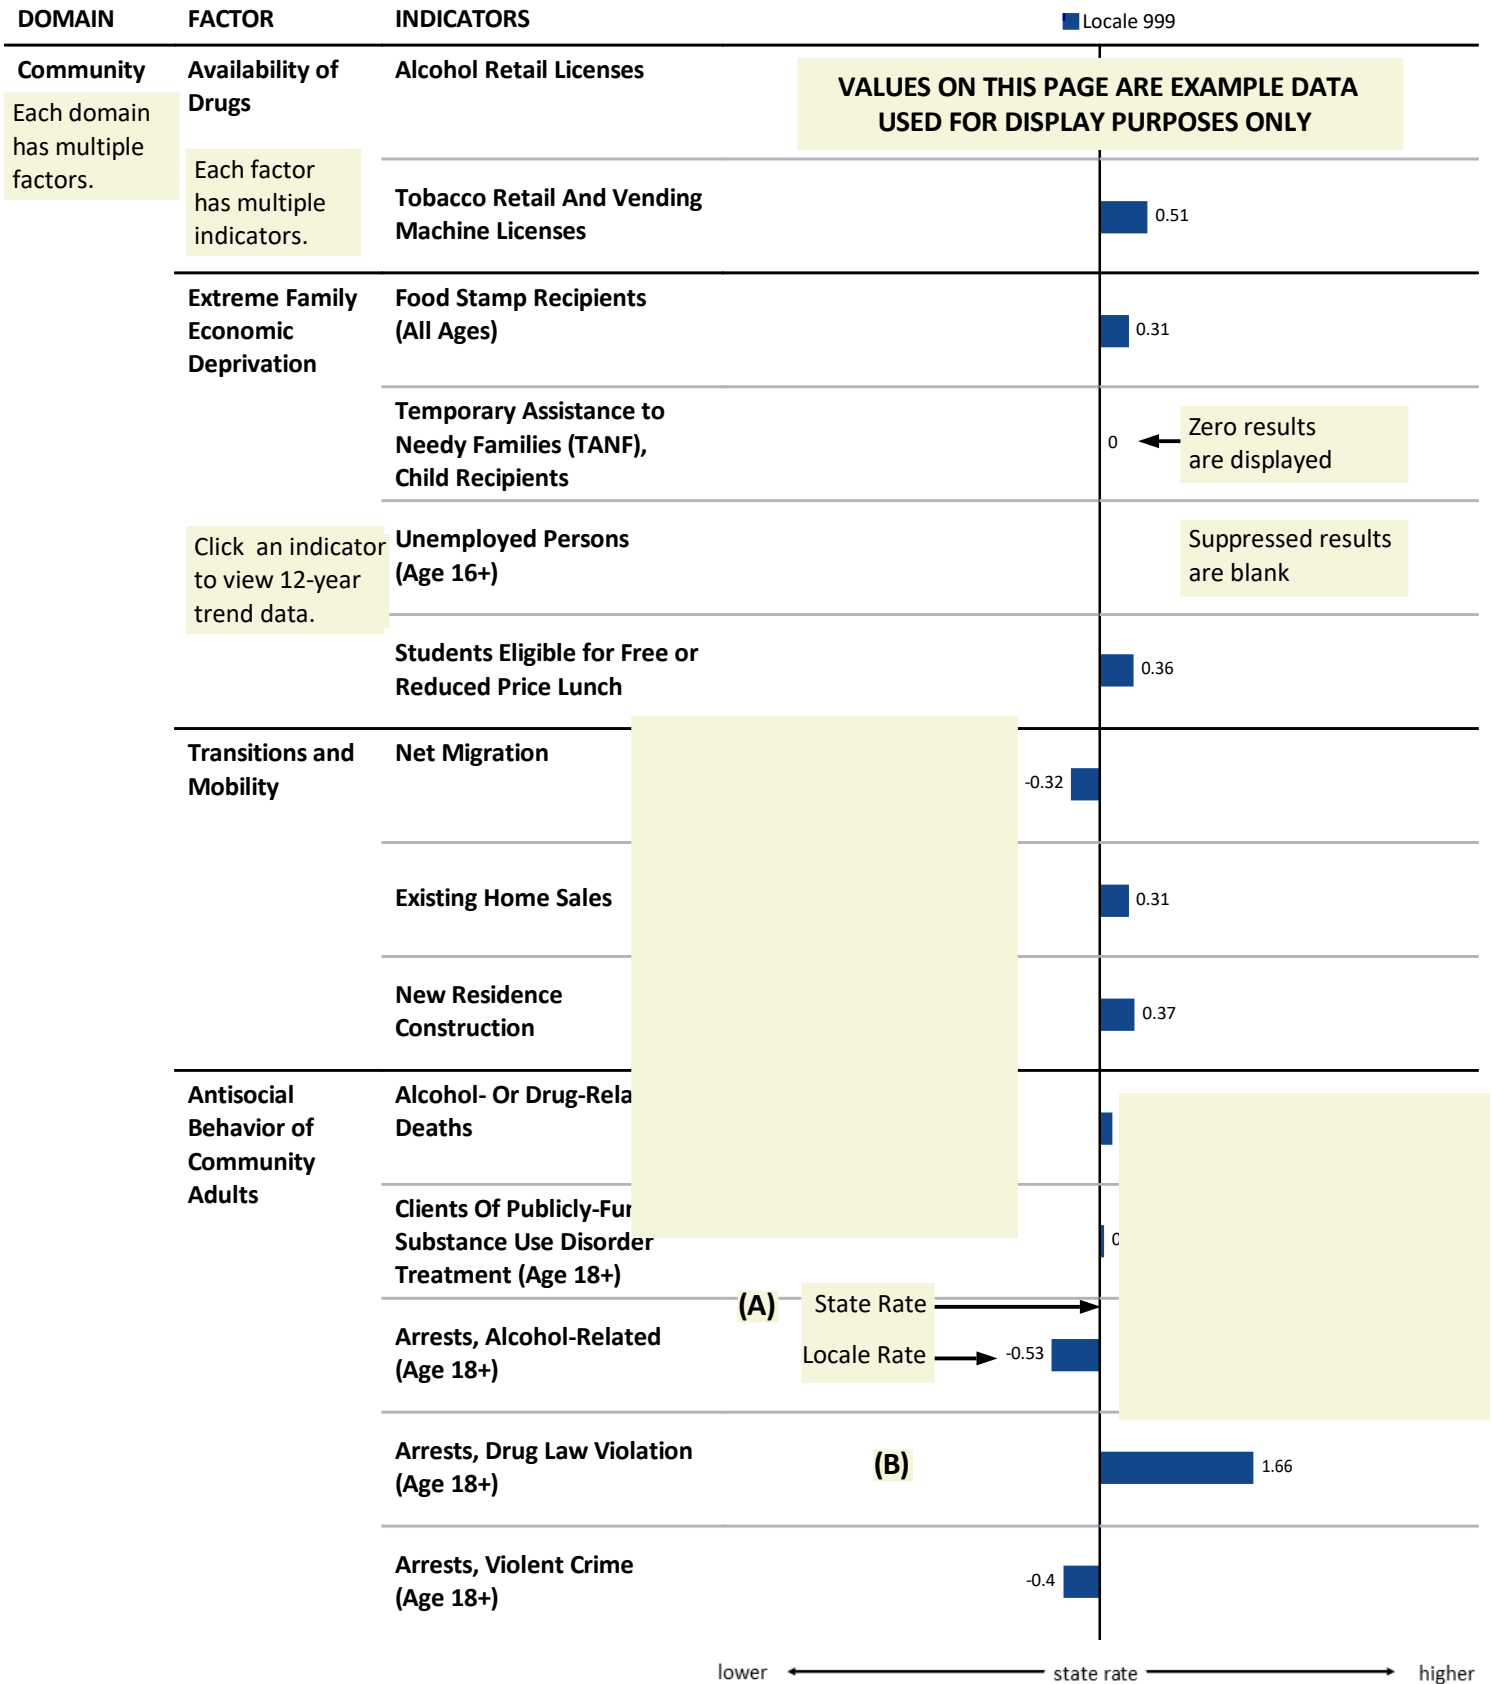 DOMAIN FACTOR INDICATORS
Locale 999
Community
Each domain
has multiple
factors.
Availability of
Drugs
Each factor
has multiple
indicators.
Alcohol Retail Licenses
VALUES ON THIS PAGE ARE EXAMPLE DATA
USED FOR DISPLAY PURPOSES ONLY
Tobacco Retail And Vending
Machine Licenses
0.51
Extreme Family
Economic
Deprivation
Food Stamp Recipients
(All Ages)
0.31
Temporary Assistance to
Needy Families (TANF),
Child Recipients
0
Zero results
are displayed
Click an indicator
to view 12-year
trend data.
Unemployed Persons
(Age 16+)
Suppressed results
are blank
Students Eligible for Free or
Reduced Price Lunch
0.36
Transitions and
Mobility
Net Migration
-0.32
Existing Home Sales
0.31
New Residence
Construction
0.37
Antisocial
Behavior of
Community
Adults
Alcohol- Or Drug-Rela
Deaths
Clients Of Publicly-Fu
Substance Use Disorder
Treatment (Age 18+)
0
(A)
State Rate
Locale Rate
Arrests, Alcohol-Related
(Age 18+)
-0.53
Arrests, Drug Law Violation
(Age 18+)
(B)
1.66
Arrests, Violent Crime
(Age 18+)
-0.4
lower state rate higher